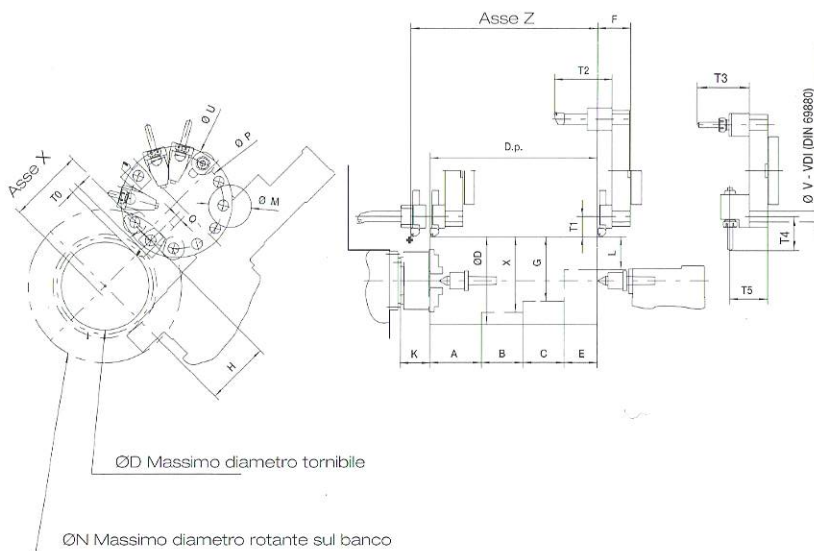 Asse Z
F
T2
T3
Ø V - VDI (DIN 69880)
Ø U
Ø P
Asse X
T0
Q
Ø M
D.p.
T1
T4
T5
ØD
X
G
L
H
K
A
B
C
E
ØD Massimo diametro tornibile
ØN Massimo diametro rotante sul banco